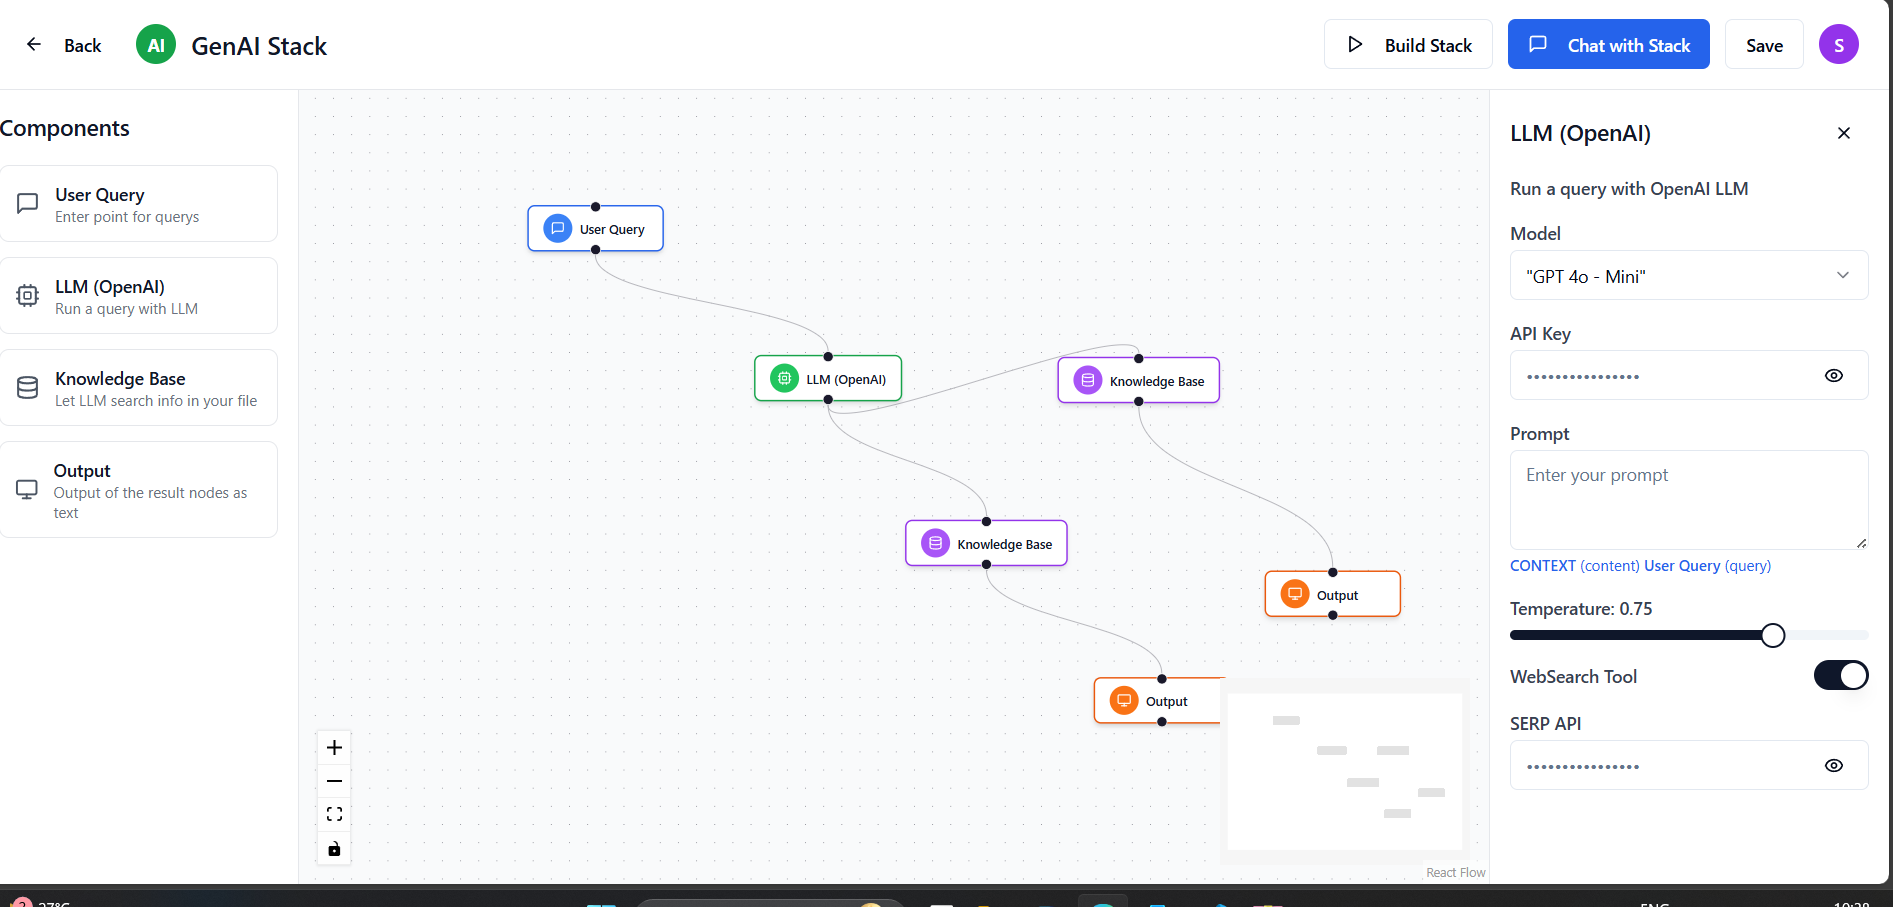 Back
AI
GenAI Stack
Build Stack
Chat with Stack
Save
S
Components
User Query
Enter point for querys
LLM (OpenAI)
Run a query with LLM
Knowledge Base
Let LLM search info in your file
Output
Output of the result nodes as
text
User Query
LLM (OpenAI)
Knowledge Base
Knowledge Base
Output
Output
React Flow
LLM (OpenAI)
Run a query with OpenAI LLM
Model
"GPT 4o - Mini"
API Key
••••••••••••••••
Prompt
Enter your prompt
CONTEXT (content) User Query (query)
Temperature: 0.75
WebSearch Tool
SERP API
••••••••••••••••